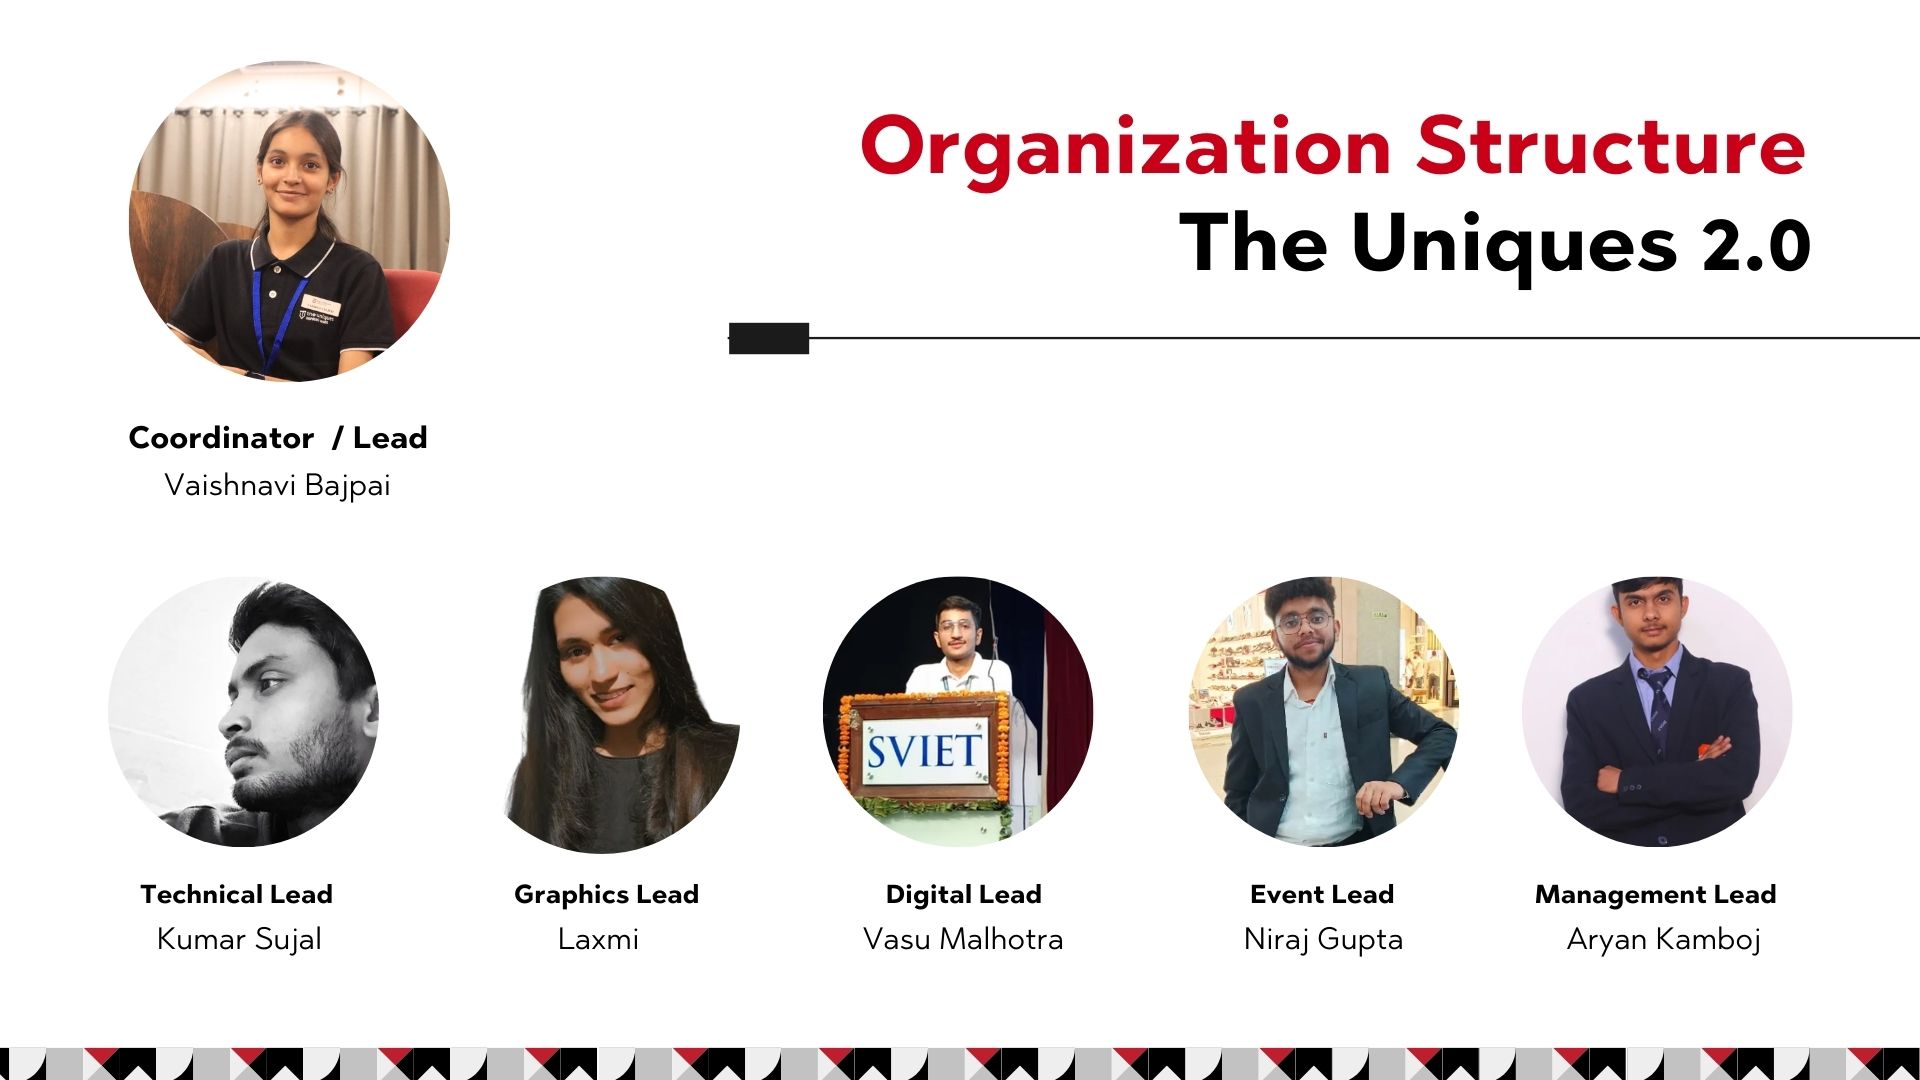 Organization Structure
The Uniques 2.0
Coordinator / Lead
Vaishnavi Bajpai
SVIET
Technical Lead
Kumar Sujal
Graphics Lead
Laxmi
Digital Lead
Vasu Malhotra
Event Lead
Niraj Gupta
Management Lead
Aryan Kamboj